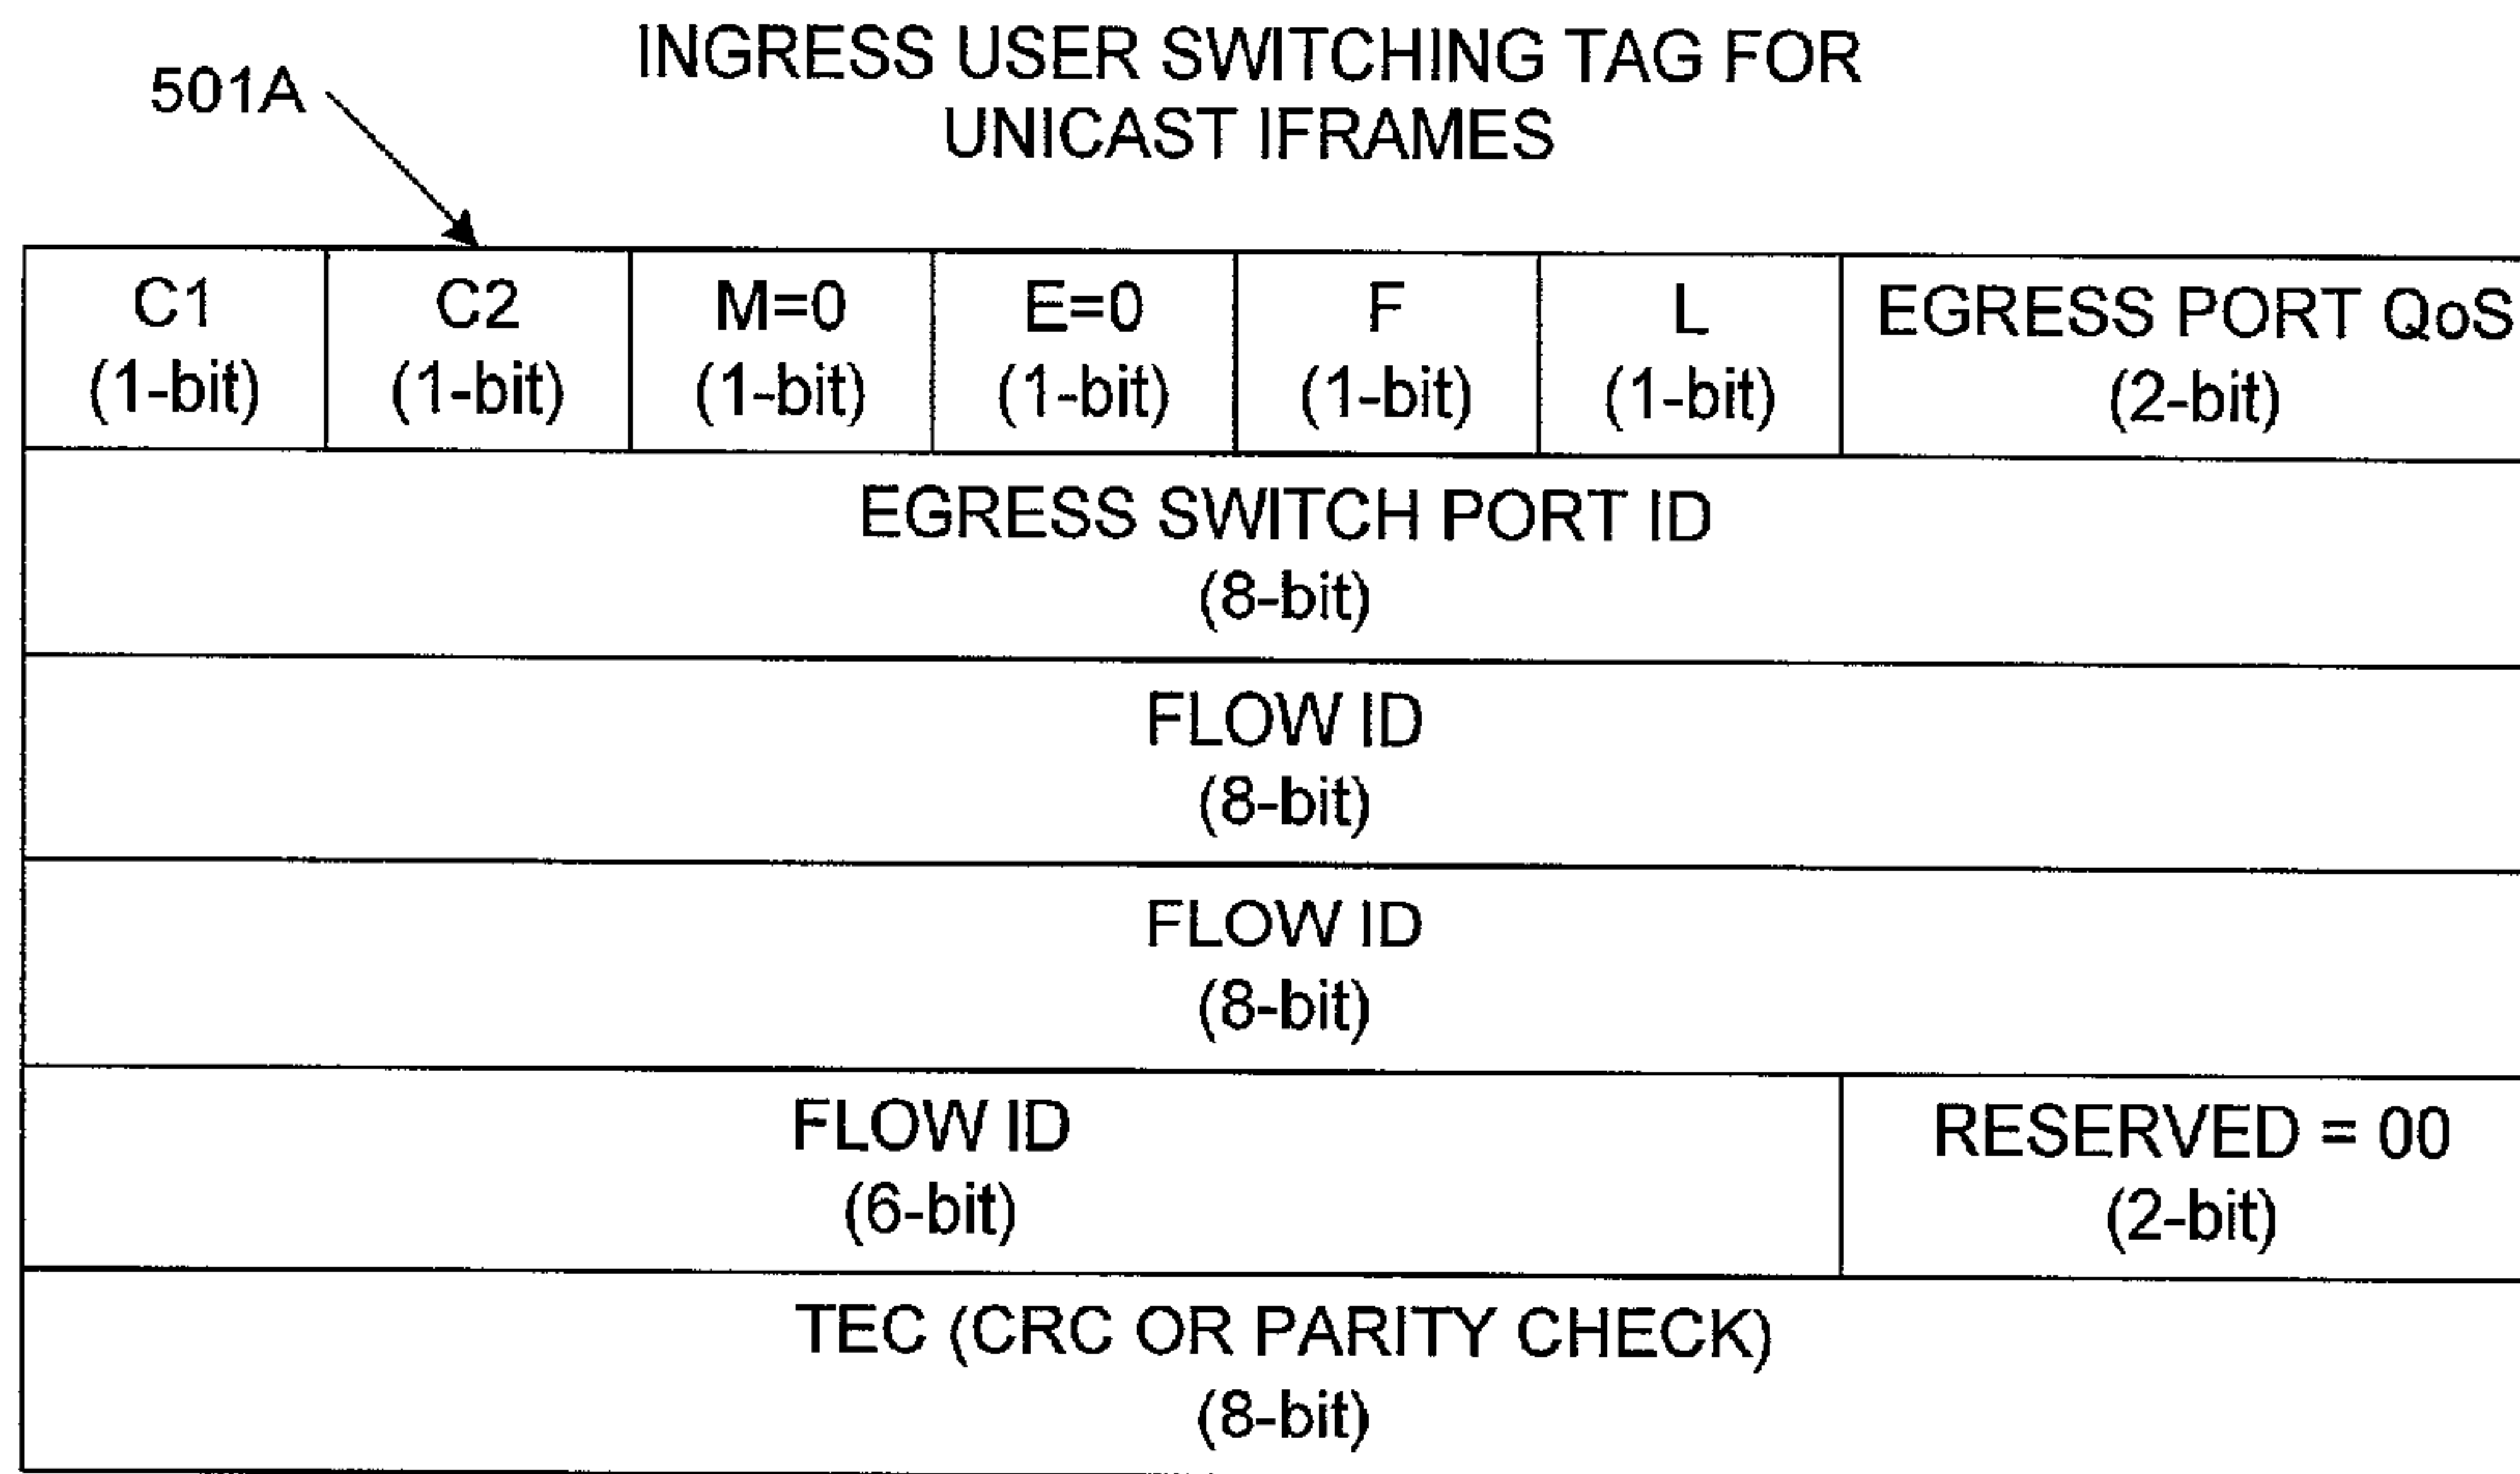 INGRESS USER SWITCHING TAG FOR
UNICAST IFRAMES
501A
C1 C2 M=0 E=0 F L EGRESS PORT QoS
(1-bit) (1-bit) (1-bit) (1-bit) (1-bit) (1-bit) (2-bit)
EGRESS SWITCH PORT ID
(8-bit)
FLOW ID
(8-bit)
FLOW ID
(8-bit)
FLOW ID RESERVED = 00
(6-bit) (2-bit)
TEC (CRC OR PARITY CHECK)
(8-bit)